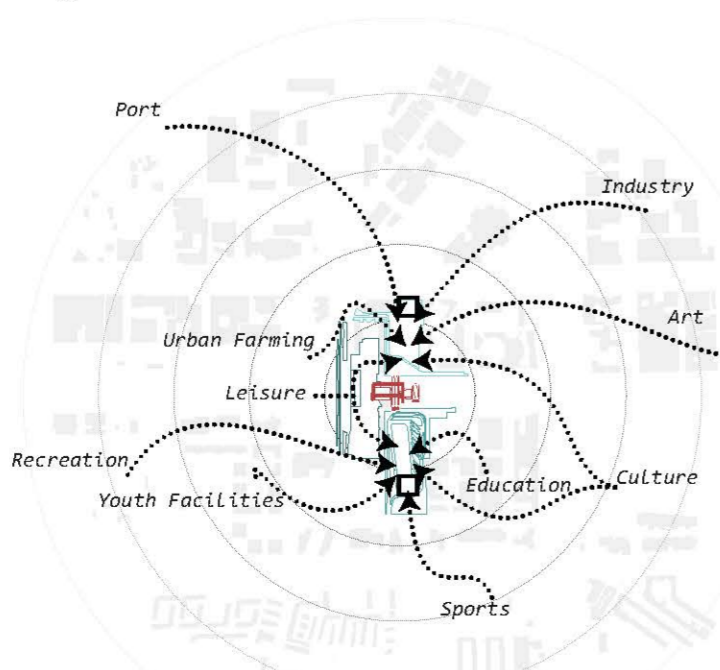 Port
Industry
Art
Urban Farming
Leisure
Recreation
Culture
Education
Youth Facilities
Sports